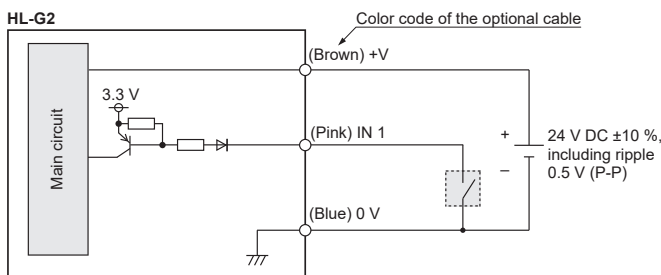 HL-G2
Color code of the optional cable
(Brown) +V
3.3 V
Main circuit
(Pink) IN 1
+
24 V DC ±10 %,
including ripple
–
0.5 V (P-P)
(Blue) 0 V